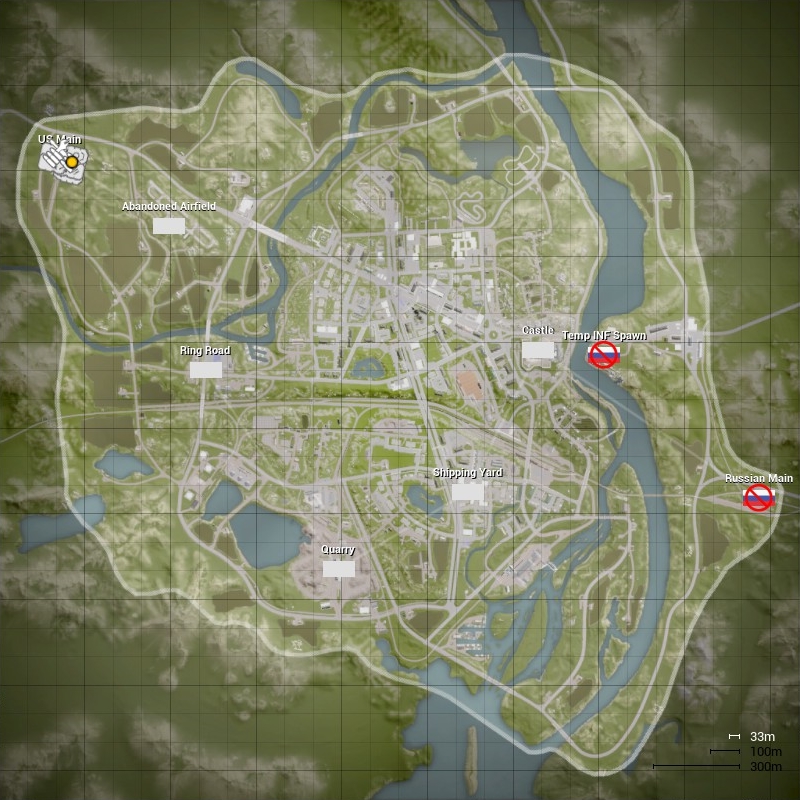 US Main
Abandoned Airfield
Castle
Temp INF Spawn
Ring Road
Shipping Yard
Russian Main
Quarry
33m
100m
300m